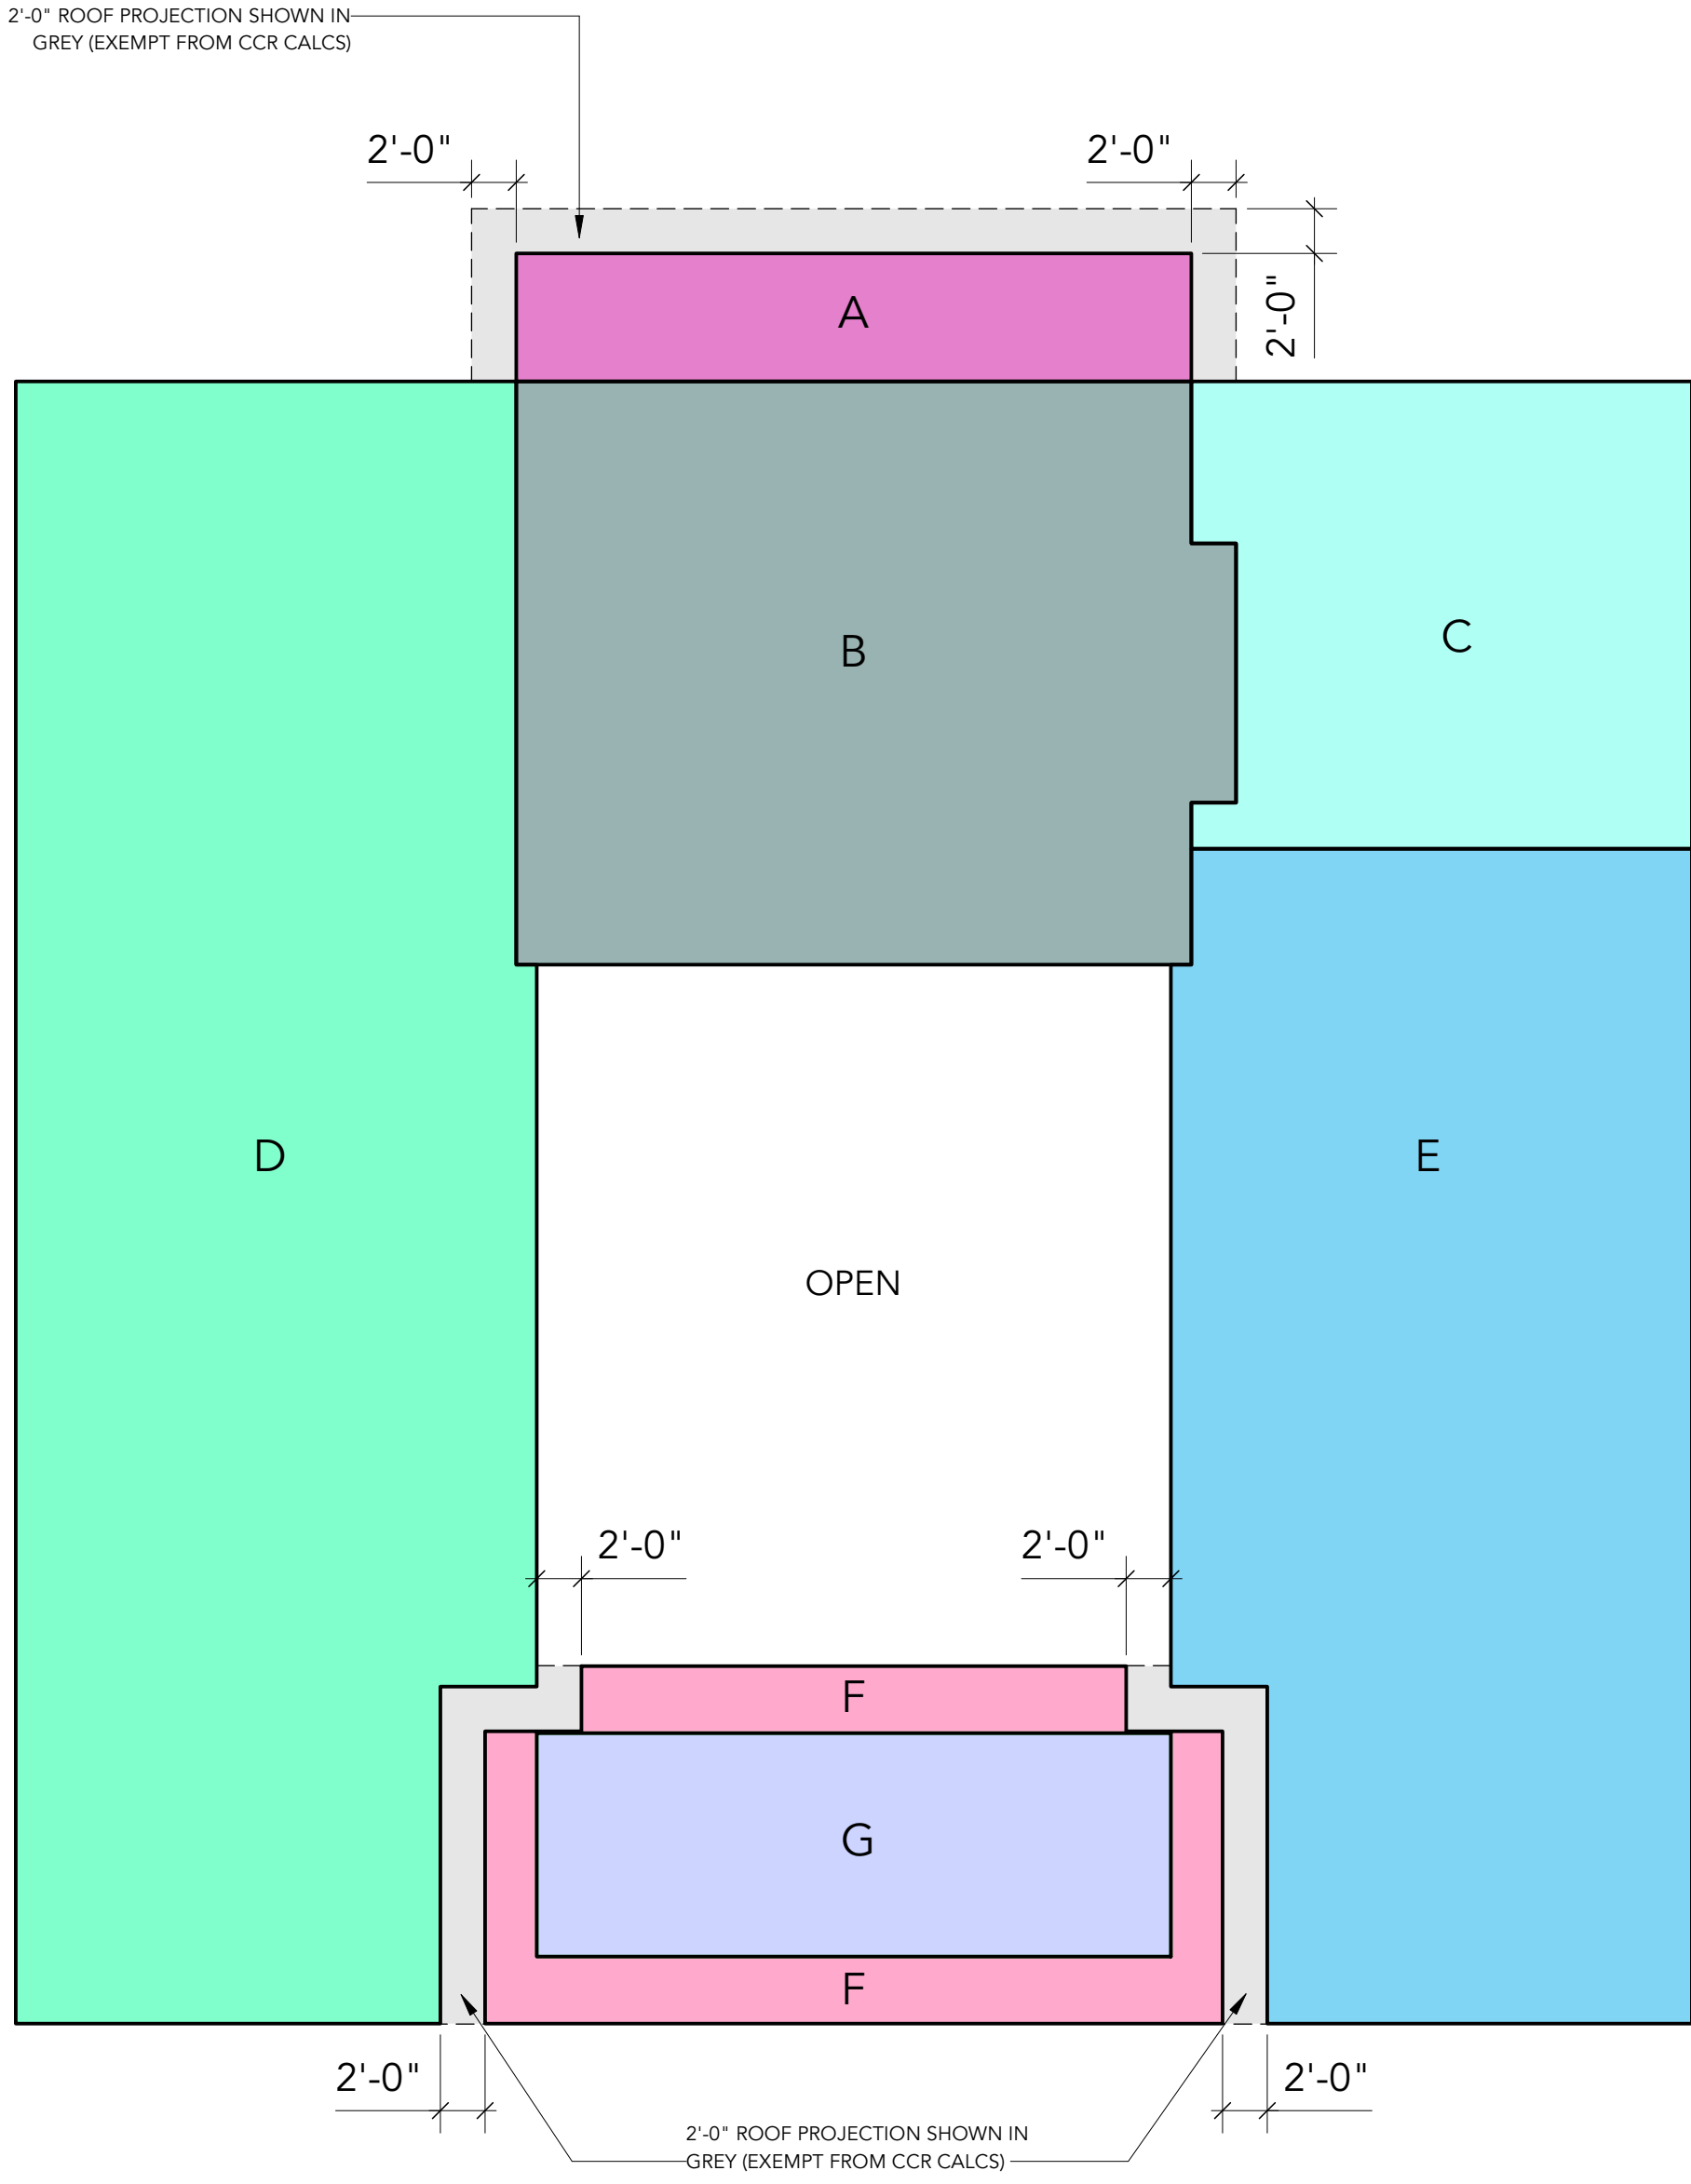 2'-0" ROOF PROJECTION SHOWN IN
GREY (EXEMPT FROM CCR CALCS)
2'-0"
2'-0"
2'-0"
A
B
C
D
E
OPEN
2'-0"
2'-0"
F
G
F
2'-0"
2'-0"
2'-0" ROOF PROJECTION SHOWN IN
GREY (EXEMPT FROM CCR CALCS)